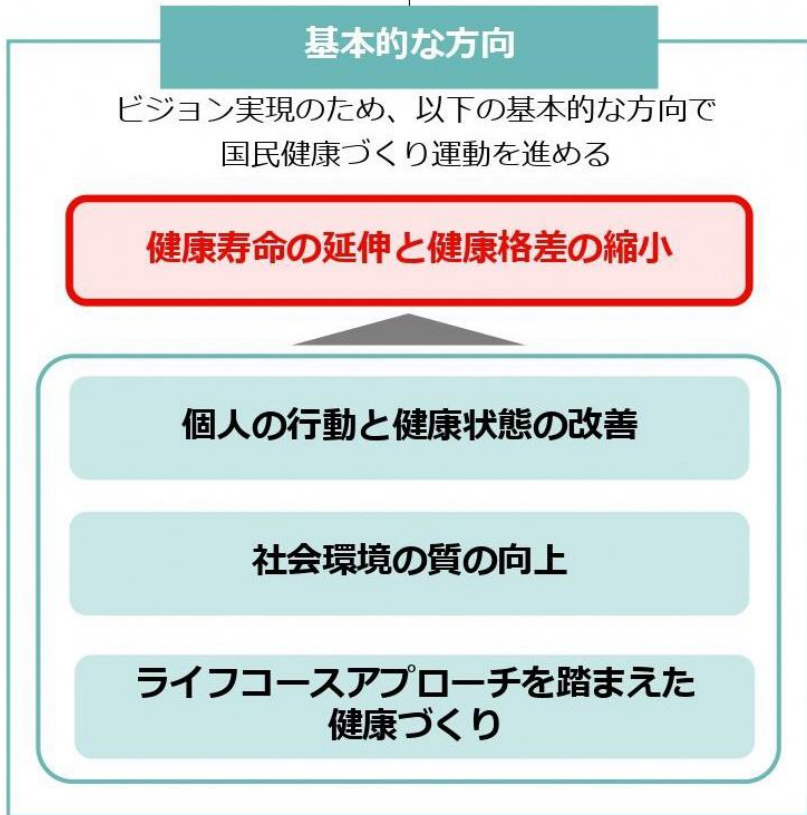 基本的な方向
ビジョン実現のため、以下の基本的な方向で
国民健康づくり運動を進める
健康寿命の延伸と健康格差の縮小
個人の行動と健康状態の改善
社会環境の質の向上
ライフコースアプローチを踏まえた
健康づくり